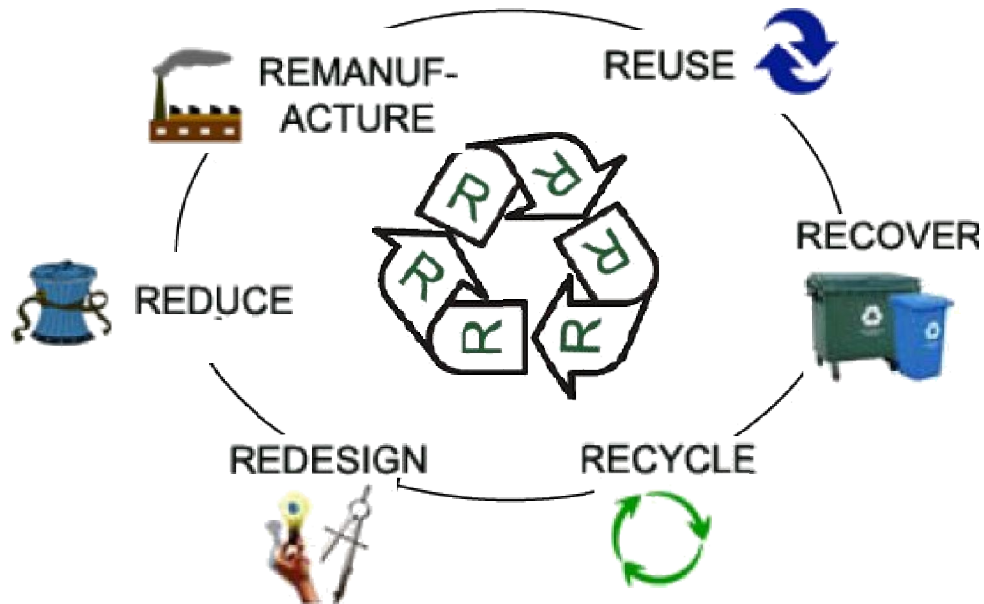 REMANUF-
ACTURE
REUSE
RECOVER
RECYCLE
REDESIGN
REDUCE
R
R
R
R
R
R